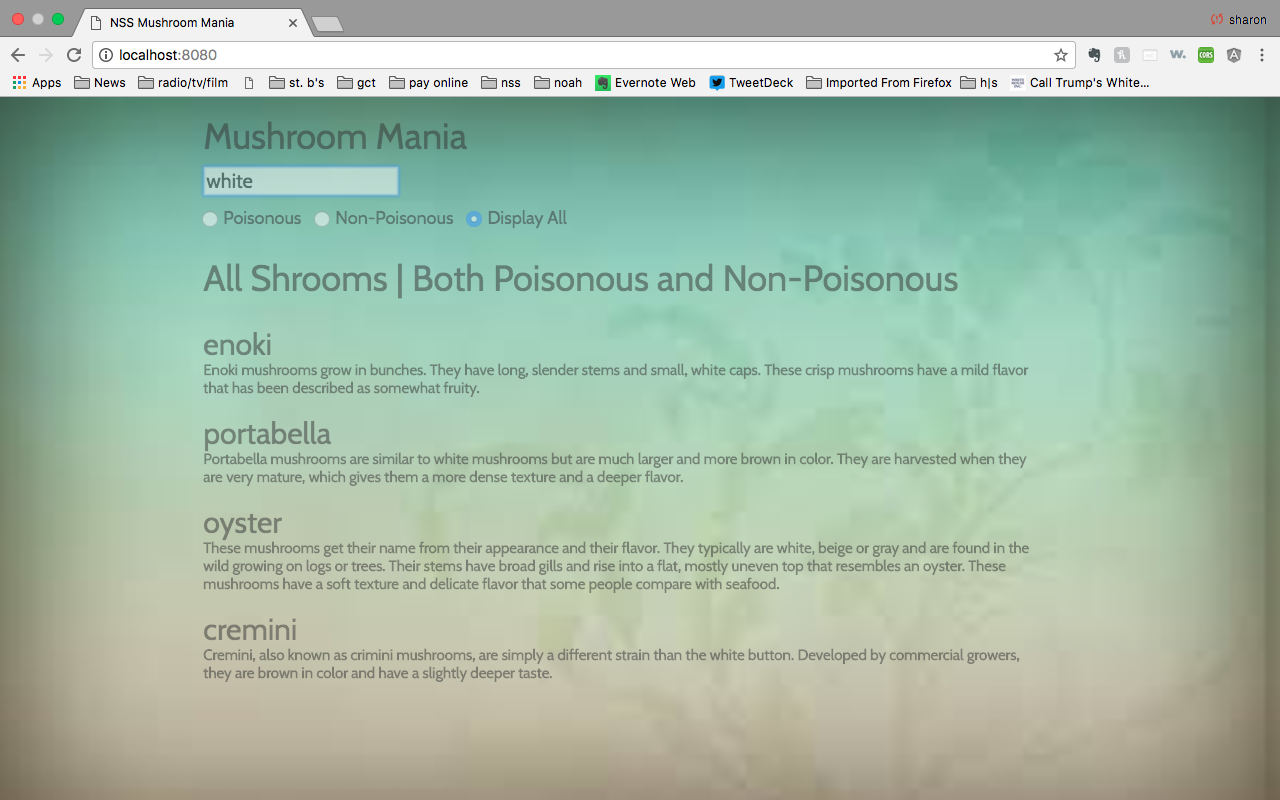 NSS Mushroom Mania
sharon
localhost:8080
w.
CORS
Apps News radio/tv/film st. b's gct pay online nss noah Evernote Web TweetDeck Imported From Firefox h|s Call Trump's White...
Mushroom Mania
white
Poisonous Non-Poisonous Display All
All Shrooms | Both Poisonous and Non-Poisonous
enoki
Enoki mushrooms grow in bunches. They have long, slender stems and small, white caps. These crisp mushrooms have a mild flavor
that has been described as somewhat fruity.
portabella
Portabella mushrooms are similar to white mushrooms but are much larger and more brown in color. They are harvested when they
are very mature, which gives them a more dense texture and a deeper flavor.
oyster
These mushrooms get their name from their appearance and their flavor. They typically are white, beige or gray and are found in the
wild growing on logs or trees. Their stems have broad gills and rise into a flat, mostly uneven top that resembles an oyster. These
mushrooms have a soft texture and delicate flavor that some people compare with seafood.
cremini
Cremini, also known as crimini mushrooms, are simply a different strain than the white button. Developed by commercial growers,
they are brown in color and have a slightly deeper taste.